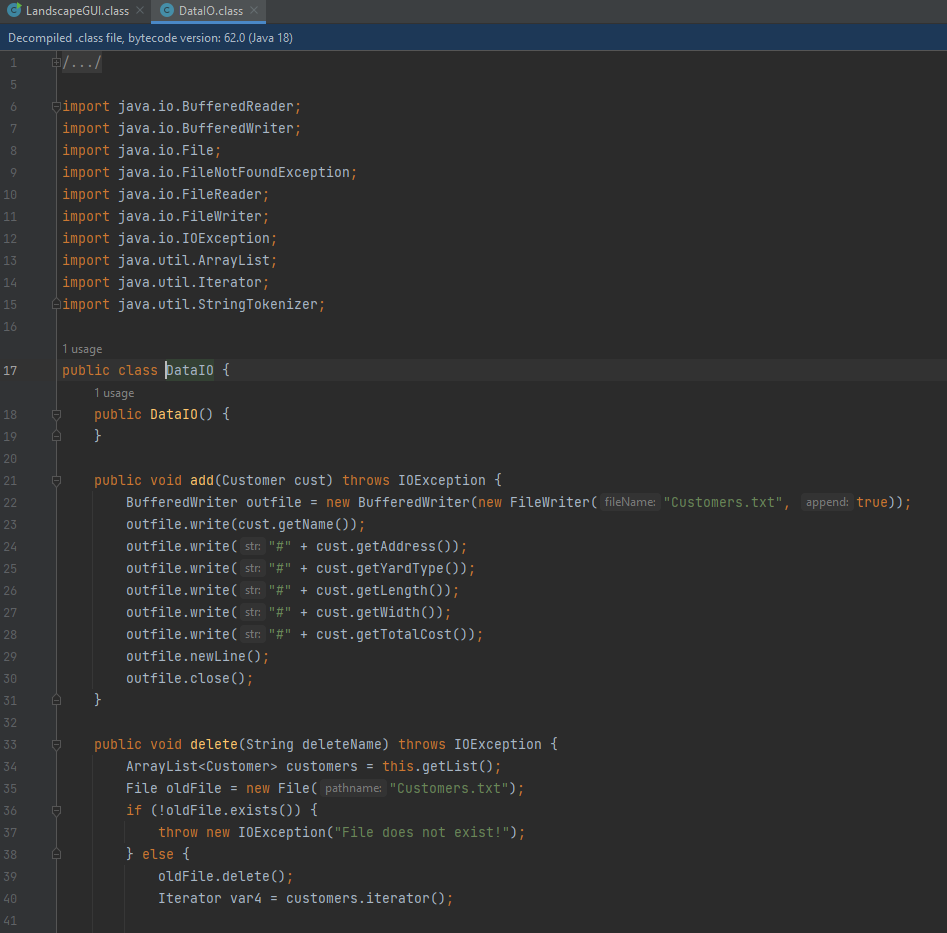 LandscapeGUI.class × DataIO.class ×
Decompiled .class file, bytecode version: 62.0 (Java 18)
1 /.../
5
6 import java.io.BufferedReader;
7 import java.io.BufferedWriter;
8 import java.io.File;
9 import java.io.FileNotFoundException;
10 import java.io.FileReader;
11 import java.io.FileWriter;
12 import java.io.IOException;
13 import java.util.ArrayList;
14 import java.util.Iterator;
15 import java.util.StringTokenizer;
16
1 usage
17 public class DataIO {
1 usage
18 public DataIO() {
19 }
20
21 public void add(Customer cust) throws IOException {
22 BufferedWriter outfile = new BufferedWriter(new FileWriter( fileName: "Customers.txt", append: true));
23 outfile.write(cust.getName());
24 outfile.write( str: "#" + cust.getAddress());
25 outfile.write( str: "#" + cust.getYardType());
26 outfile.write( str: "#" + cust.getLength());
27 outfile.write( str: "#" + cust.getWidth());
28 outfile.write( str: "#" + cust.getTotalCost());
29 outfile.newLine();
30 outfile.close();
31 }
32
33 public void delete(String deleteName) throws IOException {
34 ArrayList<Customer> customers = this.getList();
35 File oldFile = new File( pathname: "Customers.txt");
36 if (!oldFile.exists()) {
37 throw new IOException("File does not exist!");
38 } else {
39 oldFile.delete();
40 Iterator var4 = customers.iterator();
41